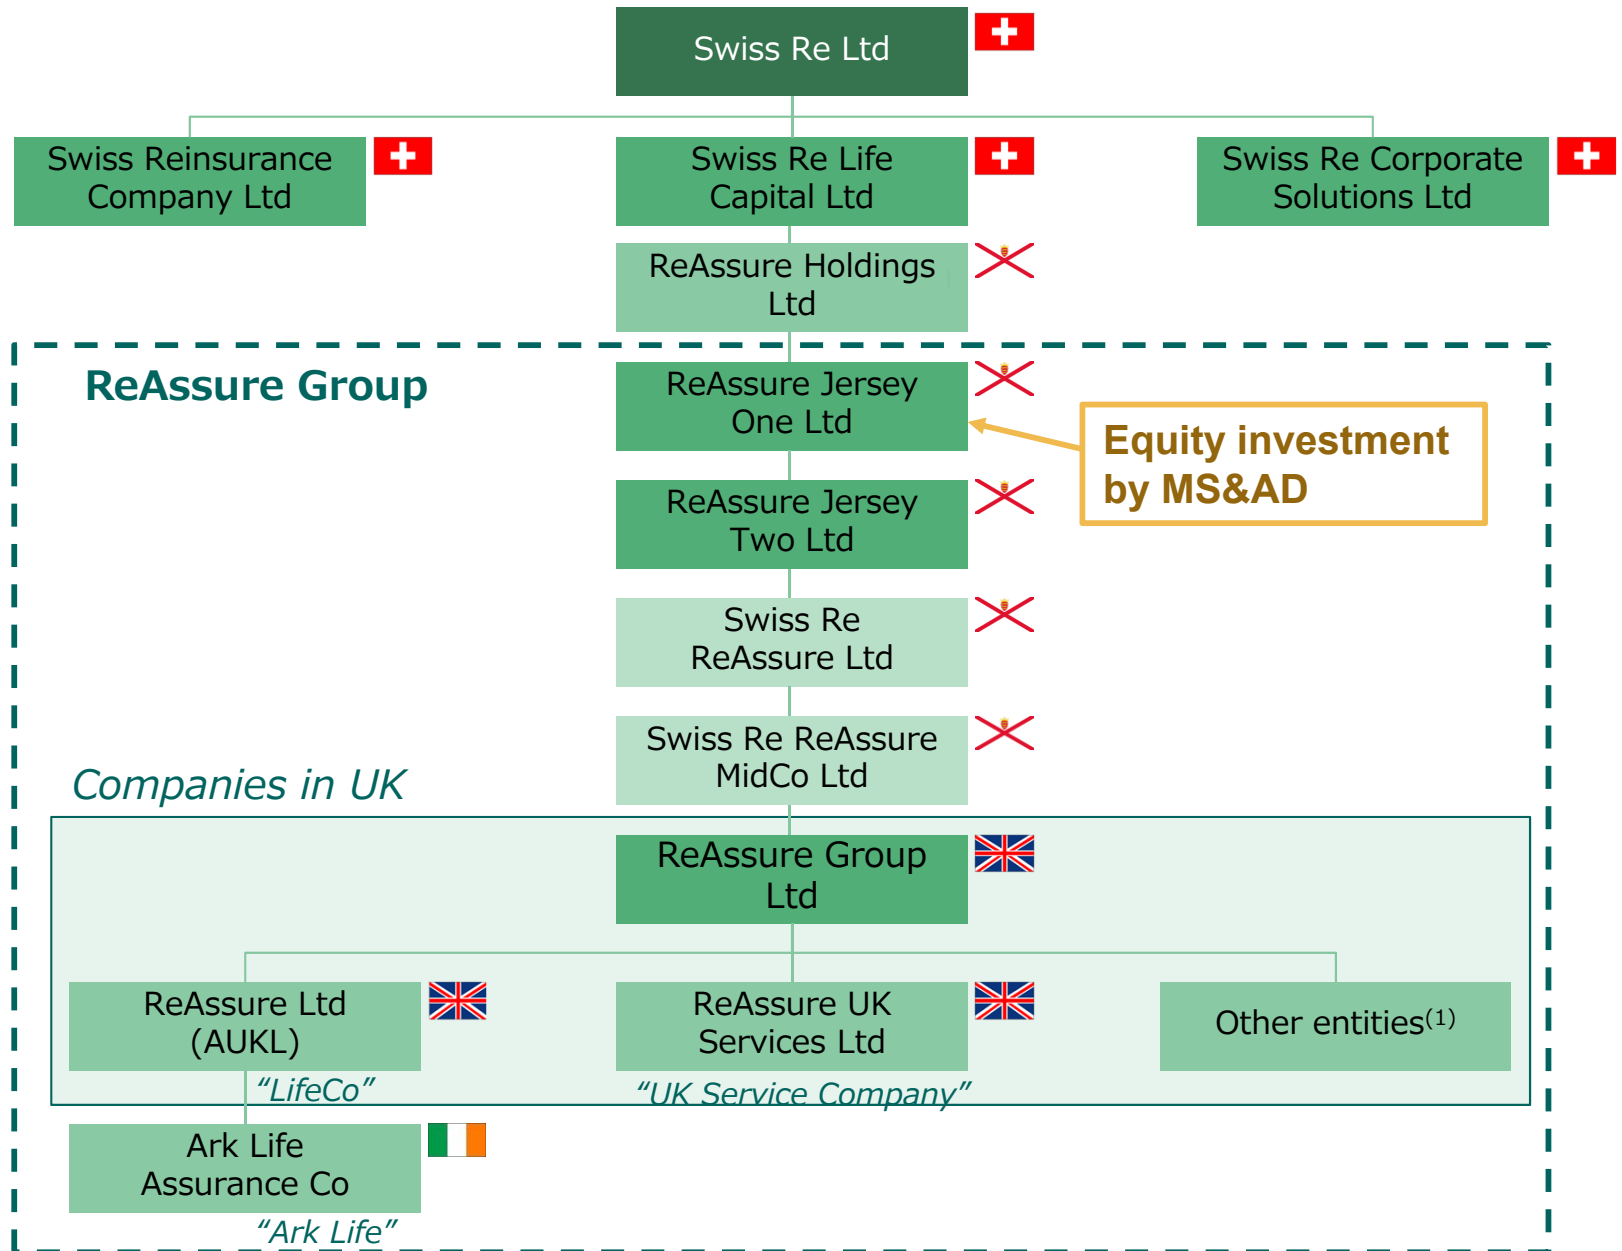 Swiss Re Ltd
Swiss Reinsurance
Company Ltd
Swiss Re Life
Capital Ltd
Swiss Re Corporate
Solutions Ltd
ReAssure Holdings
Ltd
ReAssure Group
ReAssure Jersey
One Ltd
Equity investment
by MS&AD
ReAssure Jersey
Two Ltd
Swiss Re
ReAssure Ltd
Swiss Re ReAssure
MidCo Ltd
Companies in UK
ReAssure Group
Ltd
ReAssure Ltd
(AUKL)
“LifeCo”
ReAssure UK
Services Ltd
“UK Service Company”
Other entities(1)
Ark Life
Assurance Co
“Ark Life”